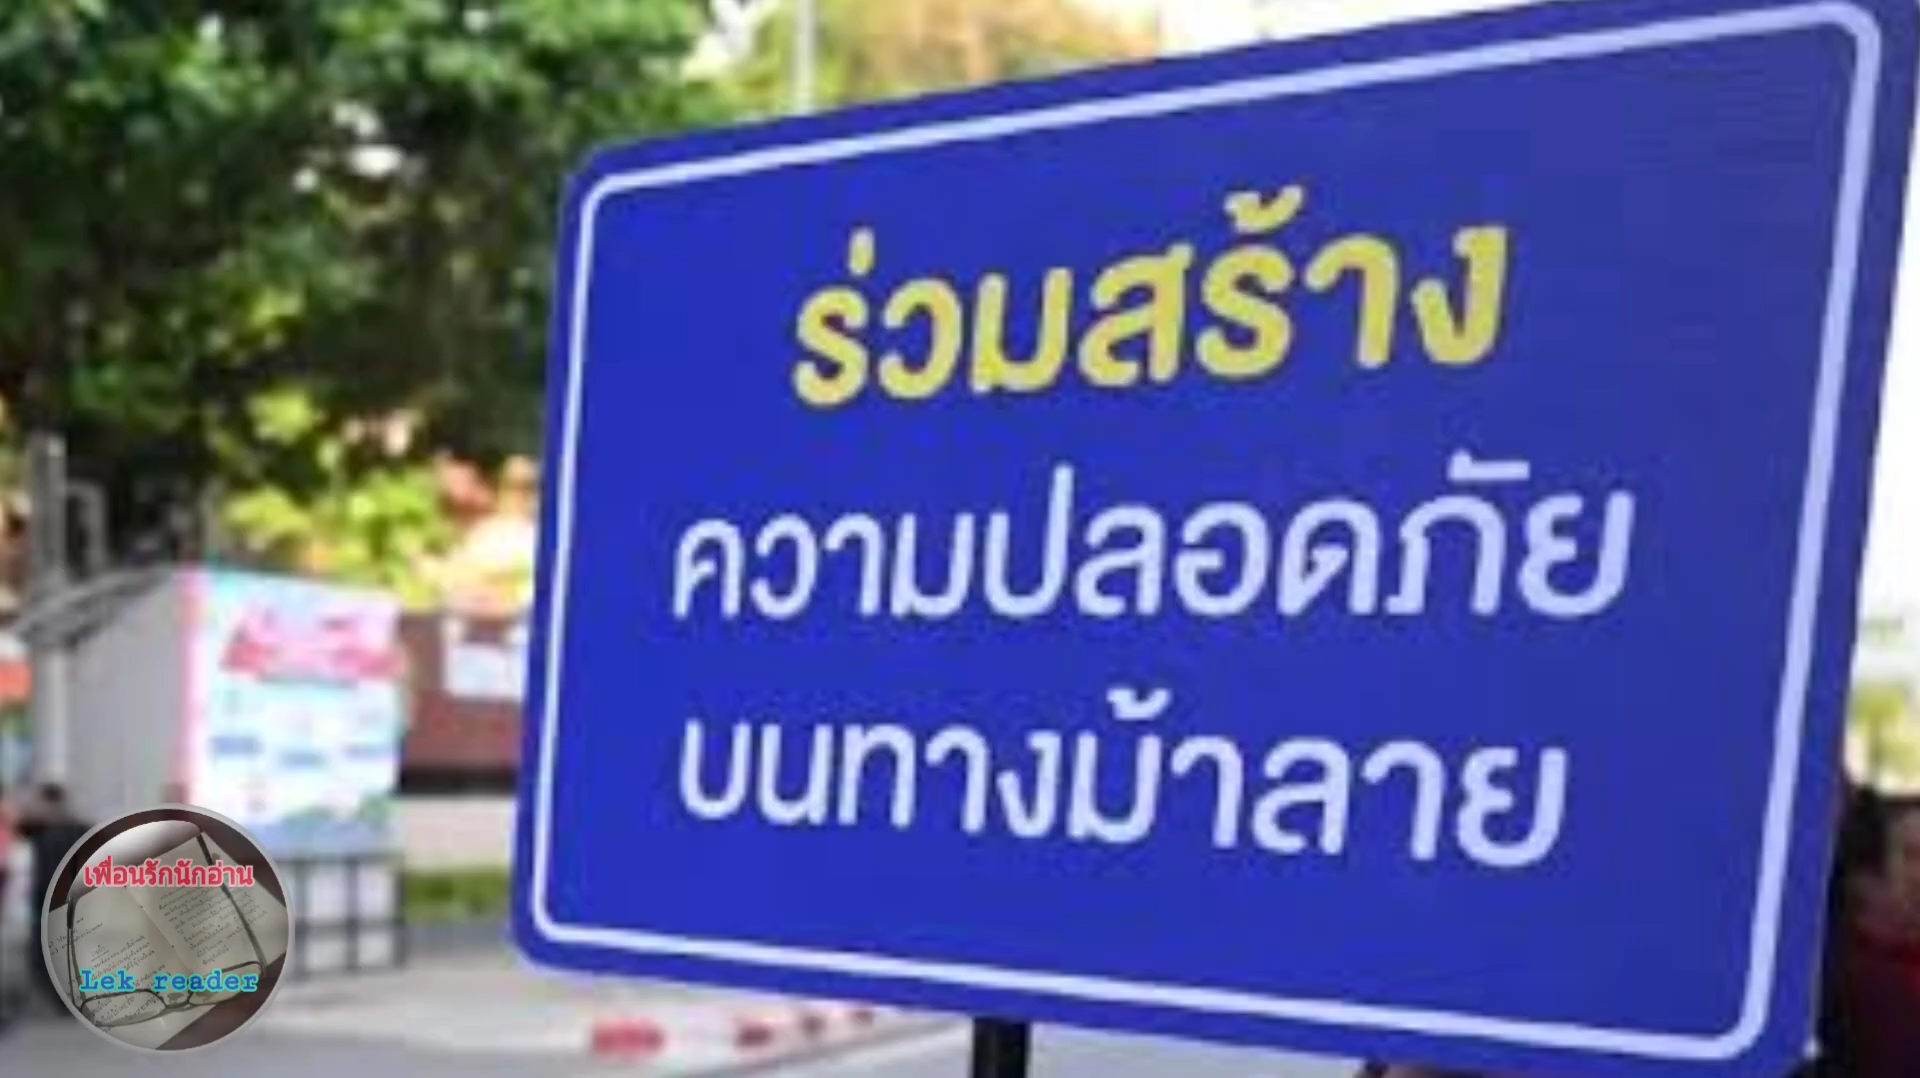 ร่วมสร้าง
ความปลอดภัย
บนทางม้าลาย
เพื่อนรักนักอ่าน
Lek reader